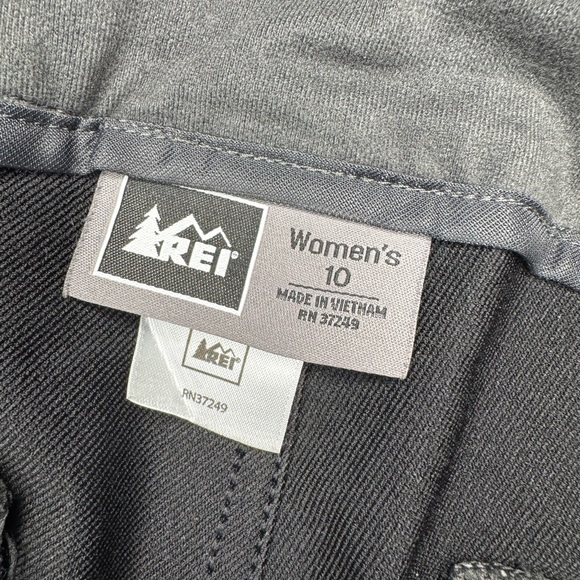 REI®
Women's
10
MADE IN VIETNAM
RN 37249
REI®
RN37249